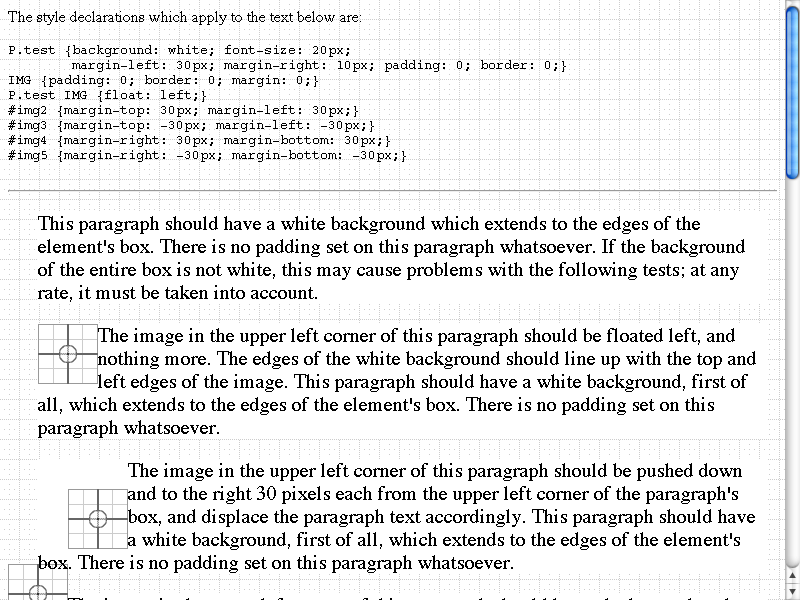 The style declarations which apply to the text below are:
P.test {background: white; font-size: 20px;
margin-left: 30px; margin-right: 10px; padding: 0; border: 0;}
IMG {padding: 0; border: 0; margin: 0;}
P.test IMG {float: left;}
#img2 {margin-top: 30px; margin-left: 30px;}
#img3 {margin-top: -30px; margin-left: -30px;}
#img4 {margin-right: 30px; margin-bottom: 30px;}
#img5 {margin-right: -30px; margin-bottom: -30px;}
This paragraph should have a white background which extends to the edges of the
element's box. There is no padding set on this paragraph whatsoever. If the background
of the entire box is not white, this may cause problems with the following tests; at any
rate, it must be taken into account.
The image in the upper left corner of this paragraph should be floated left, and
nothing more. The edges of the white background should line up with the top and
left edges of the image. This paragraph should have a white background, first of
all, which extends to the edges of the element's box. There is no padding set on this
paragraph whatsoever.
The image in the upper left corner of this paragraph should be pushed down
and to the right 30 pixels each from the upper left corner of the paragraph's
box, and displace the paragraph text accordingly. This paragraph should have
a white background, first of all, which extends to the edges of the element's
box. There is no padding set on this paragraph whatsoever.